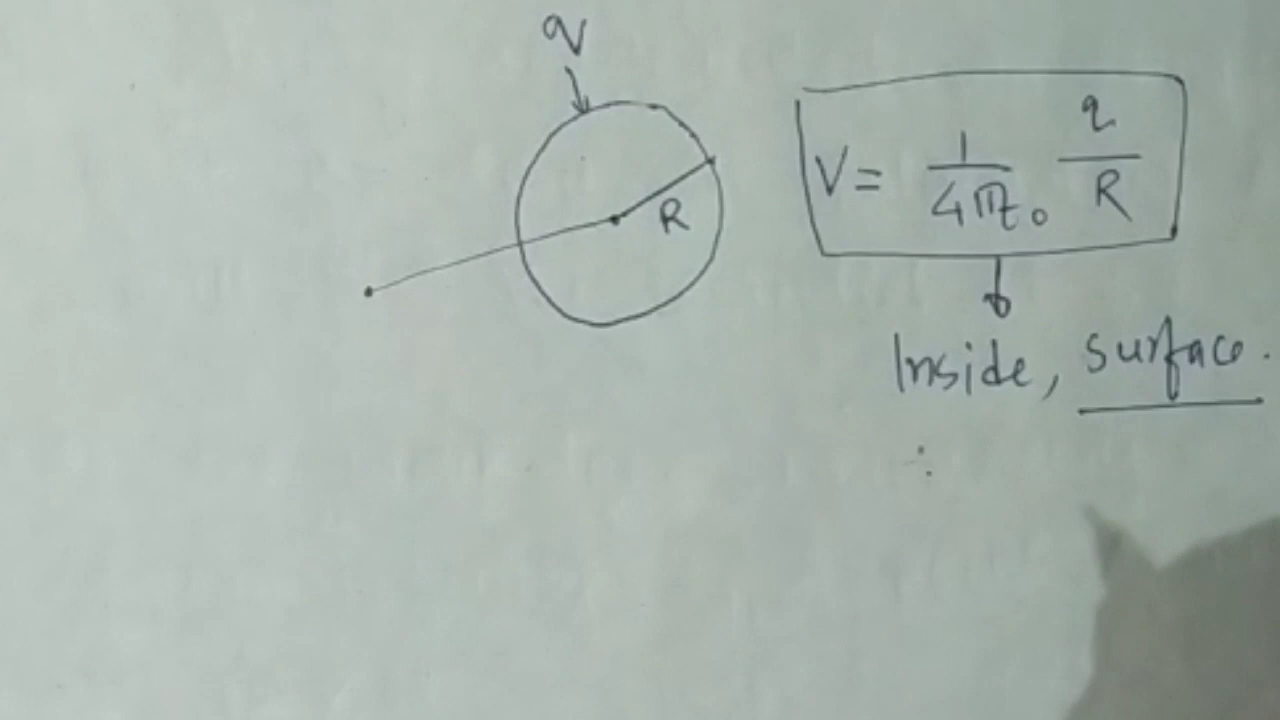 q
R
V = 1/4πε₀ q/R
Inside, surface.